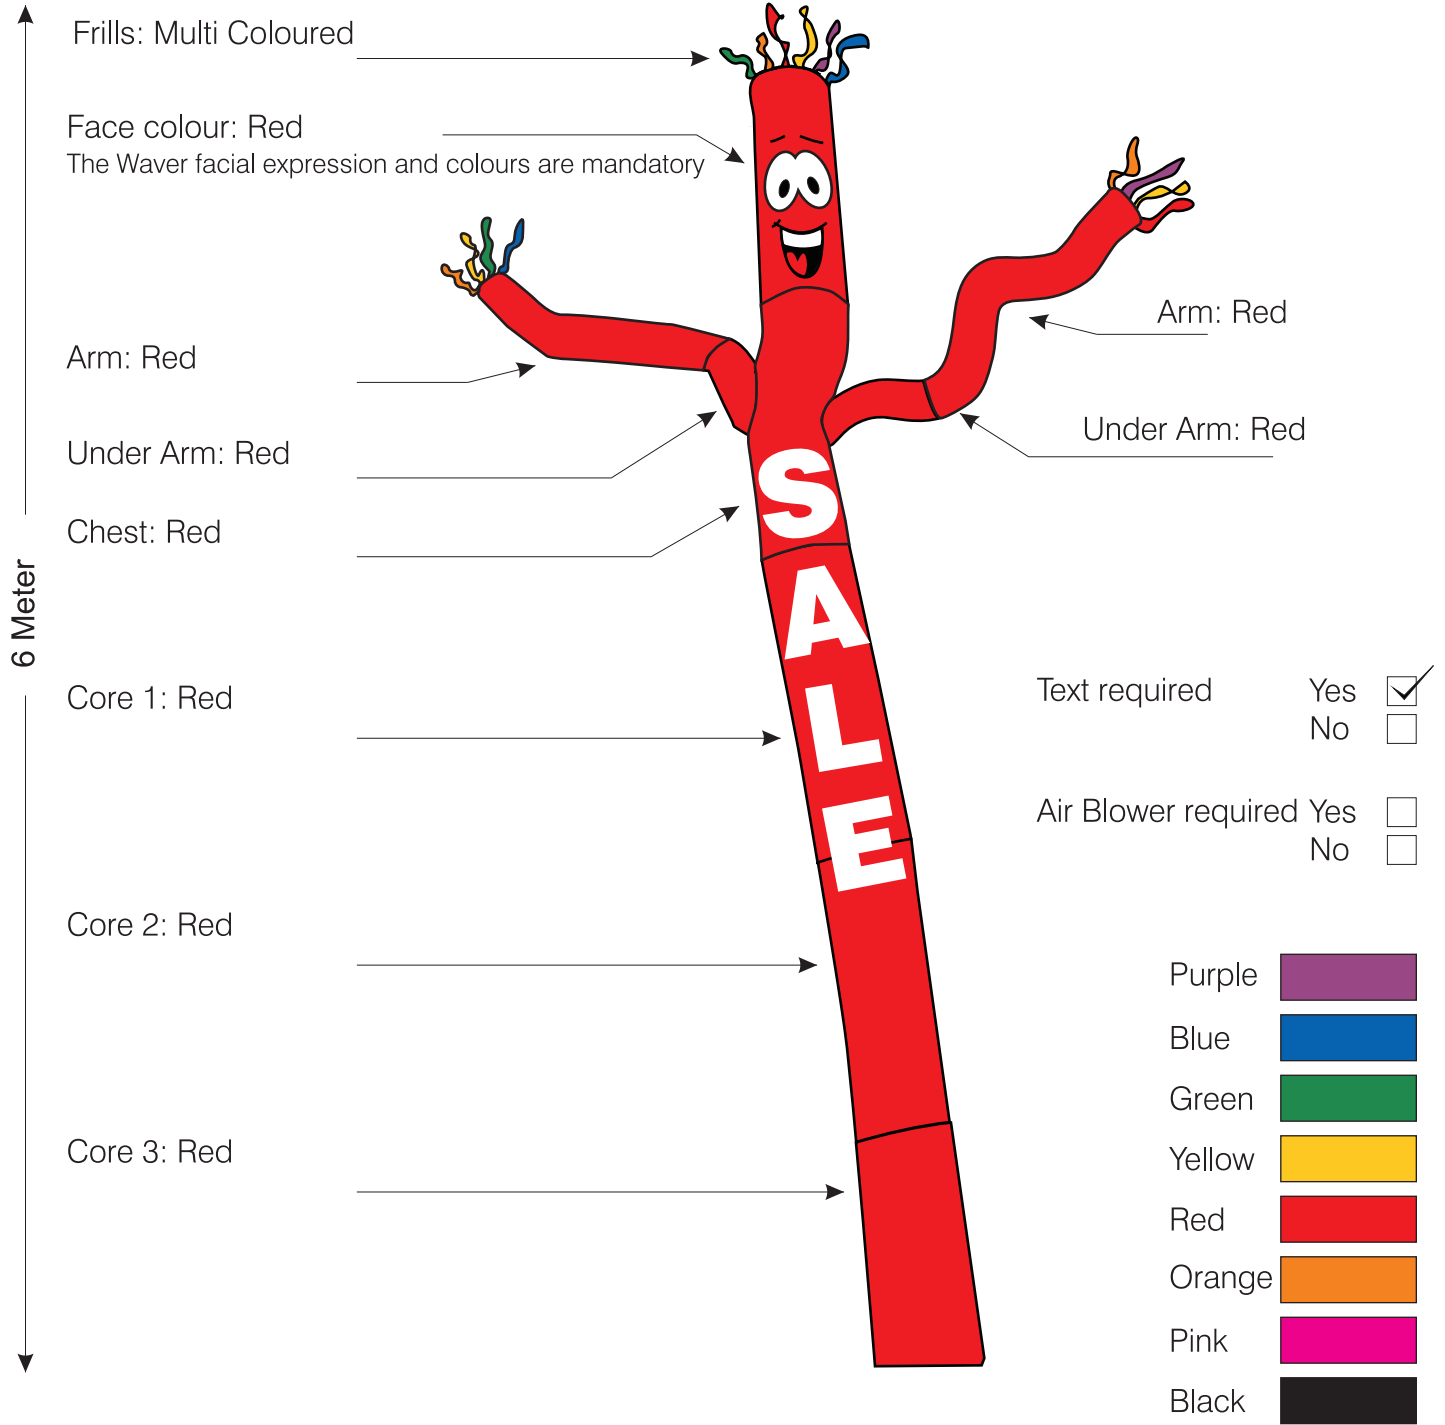 Frills: Multi Coloured
Face colour: Red
The Waver facial expression and colours are mandatory
Arm: Red
Arm: Red
Under Arm: Red
Under Arm: Red
Chest: Red
6 Meter
SALE
Core 1: Red
Text required Yes
No
Air Blower required Yes
No
Core 2: Red
Core 3: Red
Purple
Blue
Green
Yellow
Red
Orange
Pink
Black